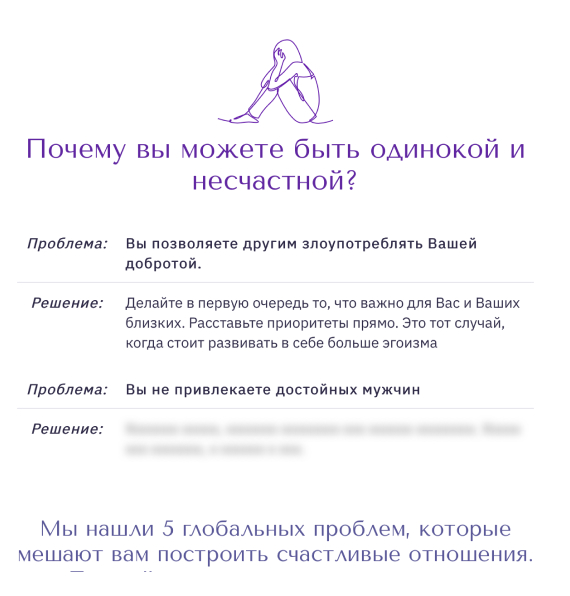 Почему вы можете быть одинокой и
несчастной?
Проблема: Вы позволяете другим злоупотреблять Вашей
добротой.
Решение: Делайте в первую очередь то, что важно для Вас и Ваших
близких. Расставьте приоритеты прямо. Это тот случай,
когда стоит развивать в себе больше эгоизма
Проблема: Вы не привлекаете достойных мужчин
Решение:
Мы нашли 5 глобальных проблем, которые
мешают вам построить счастливые отношения.